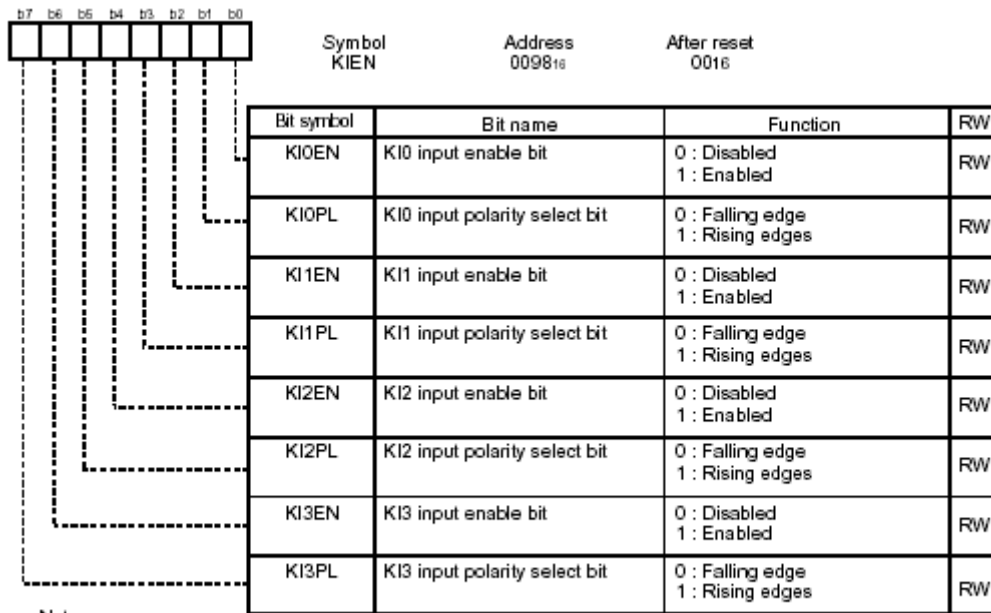 b7 b6 b5 b4 b3 b2 b1 b0
Symbol Address After reset
KIEN 009816 0016
Bit symbol Bit name Function RW
KI0EN KI0 input enable bit 0 : Disabled
1 : Enabled RW
KI0PL KI0 input polarity select bit 0 : Falling edge
1 : Rising edges RW
KI1EN KI1 input enable bit 0 : Disabled
1 : Enabled RW
KI1PL KI1 input polarity select bit 0 : Falling edge
1 : Rising edges RW
KI2EN KI2 input enable bit 0 : Disabled
1 : Enabled RW
KI2PL KI2 input polarity select bit 0 : Falling edge
1 : Rising edges RW
KI3EN KI3 input enable bit 0 : Disabled
1 : Enabled RW
KI3PL KI3 input polarity select bit 0 : Falling edge
1 : Rising edges RW